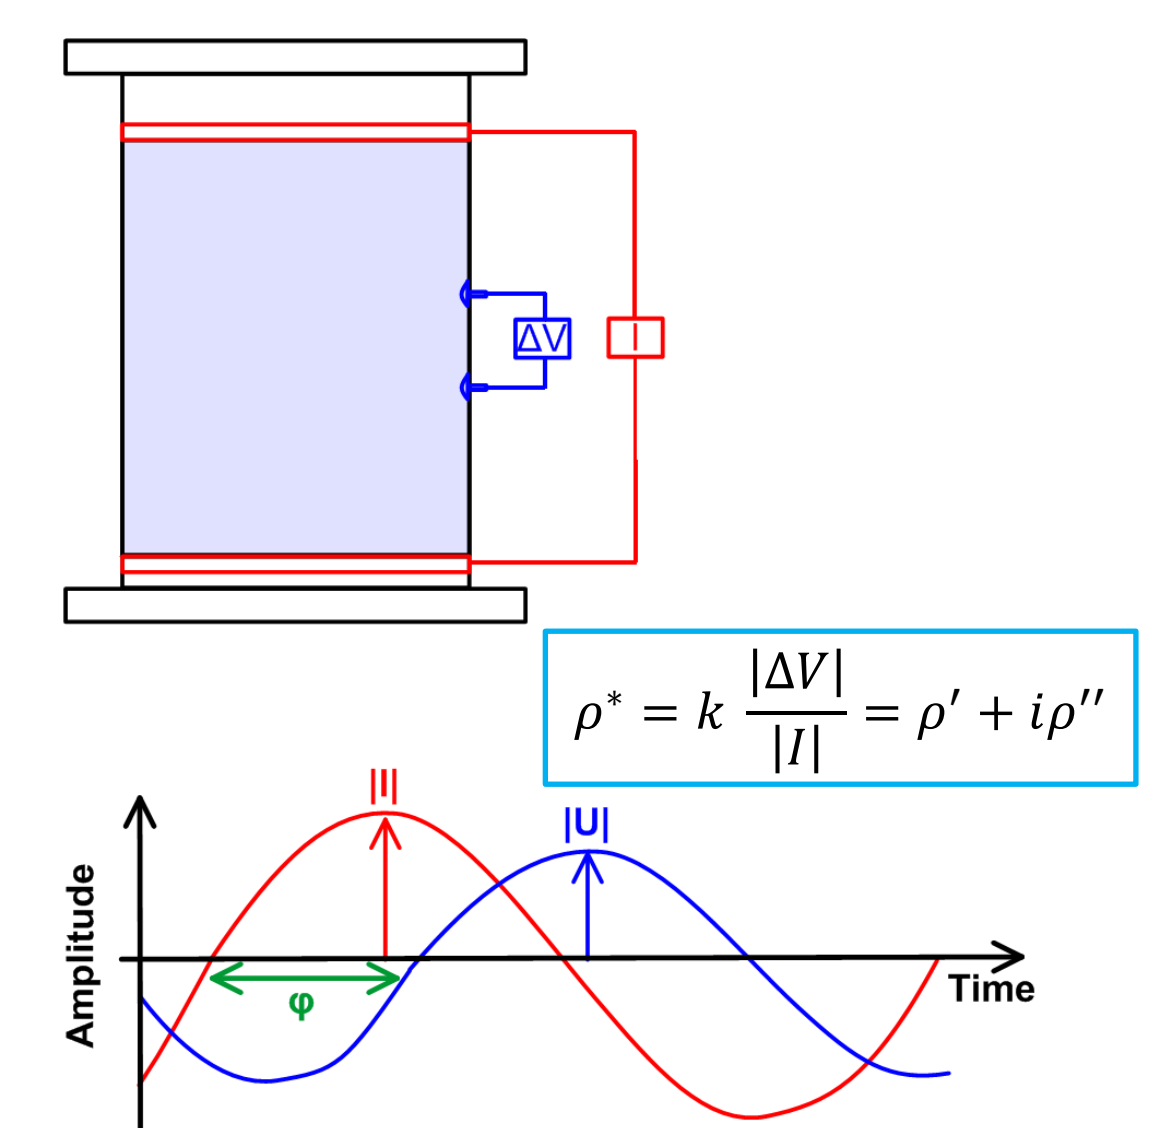 ΔV
I
ρ* = k |ΔV| / |I| = ρ′ + iρ′′
|I|
|U|
Amplitude
φ
Time